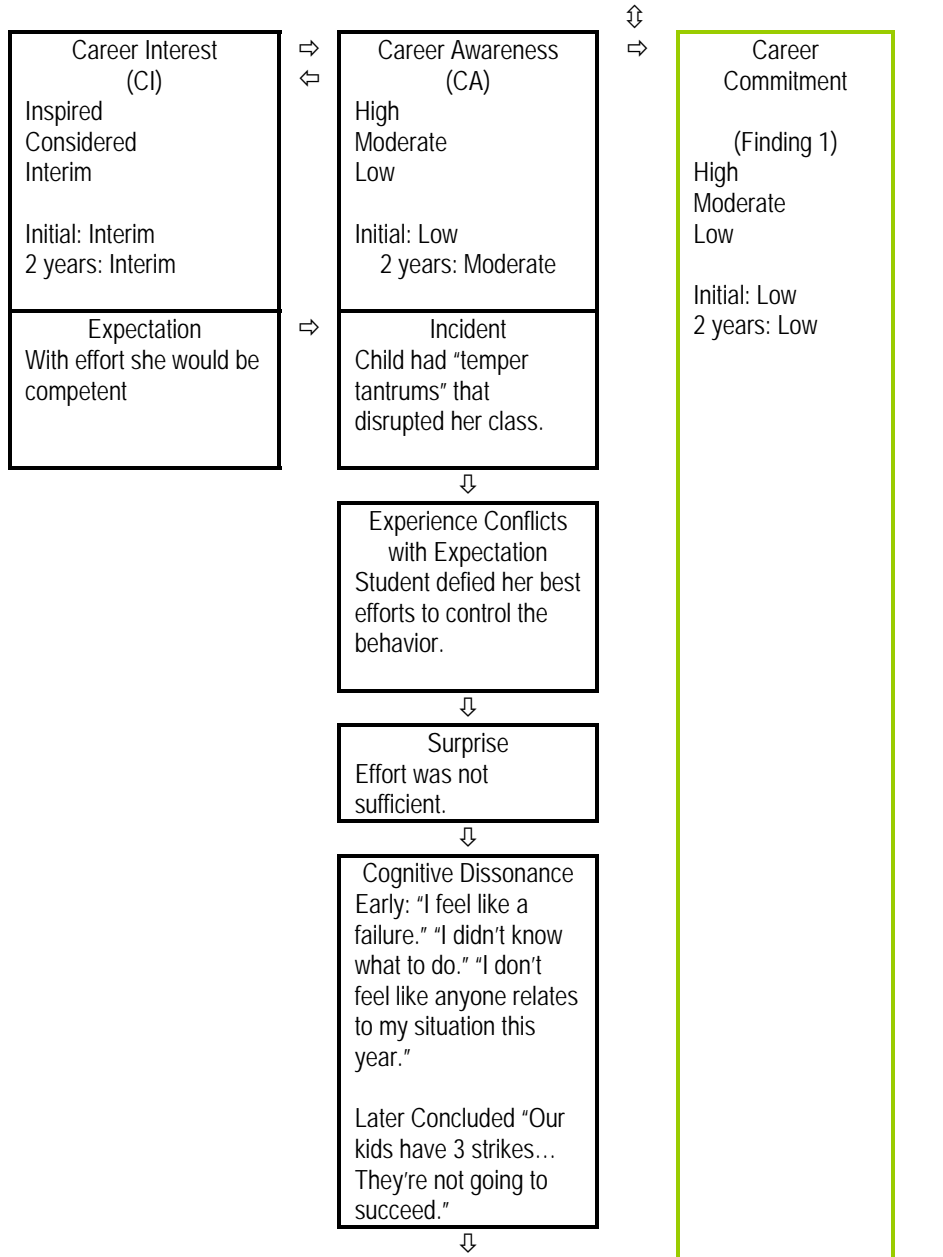 ⇕
Career Interest
(CI)
Inspired
Considered
Interim
Initial: Interim
2 years: Interim
⇨
⇦
Career Awareness
(CA)
High
Moderate
Low
Initial: Low
2 years: Moderate
⇨
Career
Commitment
(Finding 1)
High
Moderate
Low
Initial: Low
2 years: Low
Expectation
With effort she would be
competent
⇨
Incident
Child had “temper
tantrums” that
disrupted her class.
⇩
Experience Conflicts
with Expectation
Student defied her best
efforts to control the
behavior.
⇩
Surprise
Effort was not
sufficient.
⇩
Cognitive Dissonance
Early: “I feel like a
failure.” “I didn’t know
what to do.” “I don’t
feel like anyone relates
to my situation this
year.”
Later Concluded “Our
kids have 3 strikes…
They’re not going to
succeed.”
⇩